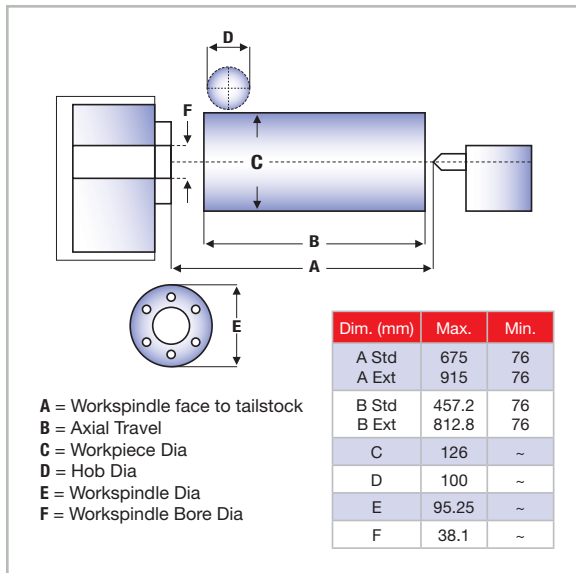 D
F
C
B
A
E
A = Workspindle face to tailstock
B = Axial Travel
C = Workpiece Dia
D = Hob Dia
E = Workspindle Dia
F = Workspindle Bore Dia
Dim. (mm) Max. Min.
A Std 675 76
A Ext 915 76
B Std 457.2 76
B Ext 812.8 76
C 126 ~
D 100 ~
E 95.25 ~
F 38.1 ~